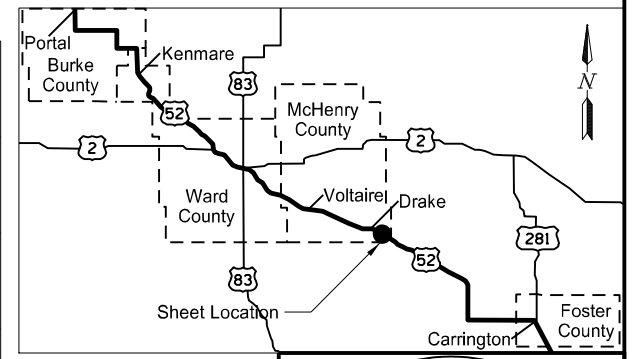 Portal
Burke
County
Kenmare
83
52
McHenry
County
N
2
2
Ward
County
Voltaire
Drake
52
281
83
Sheet Location
Carrington
Foster
County